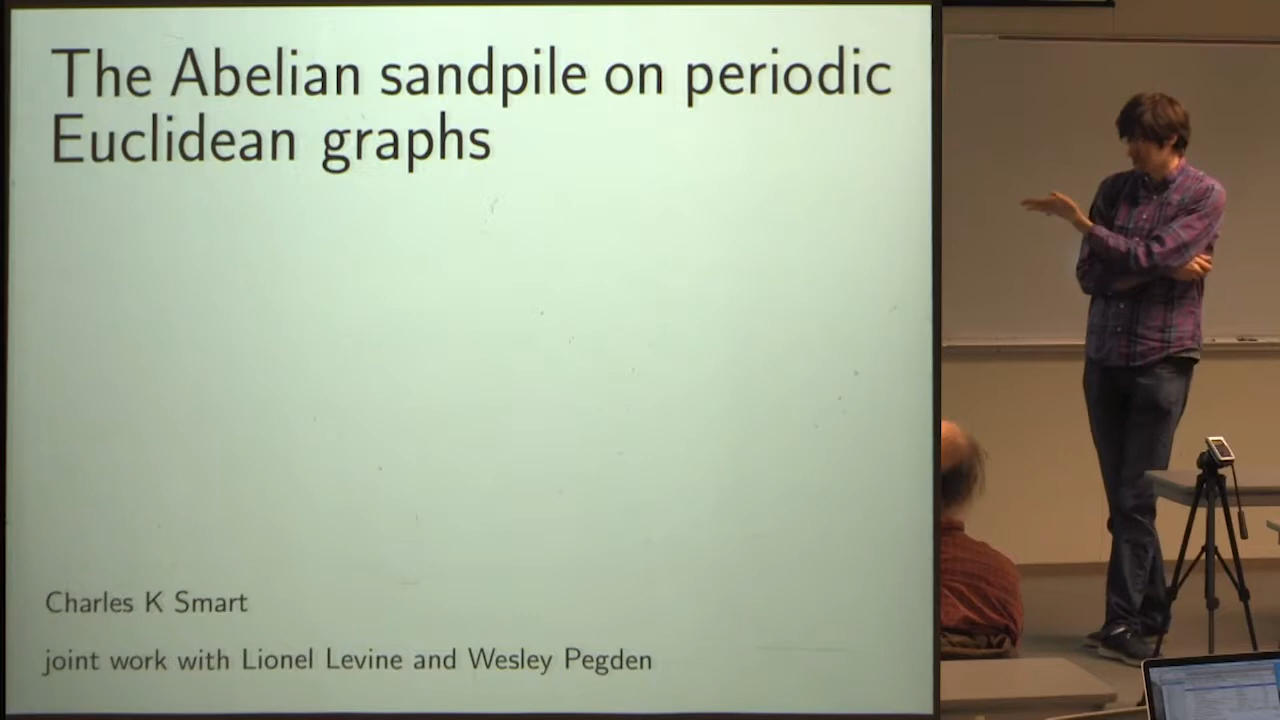 The Abelian sandpile on periodic
Euclidean graphs
Charles K Smart
joint work with Lionel Levine and Wesley Pegden